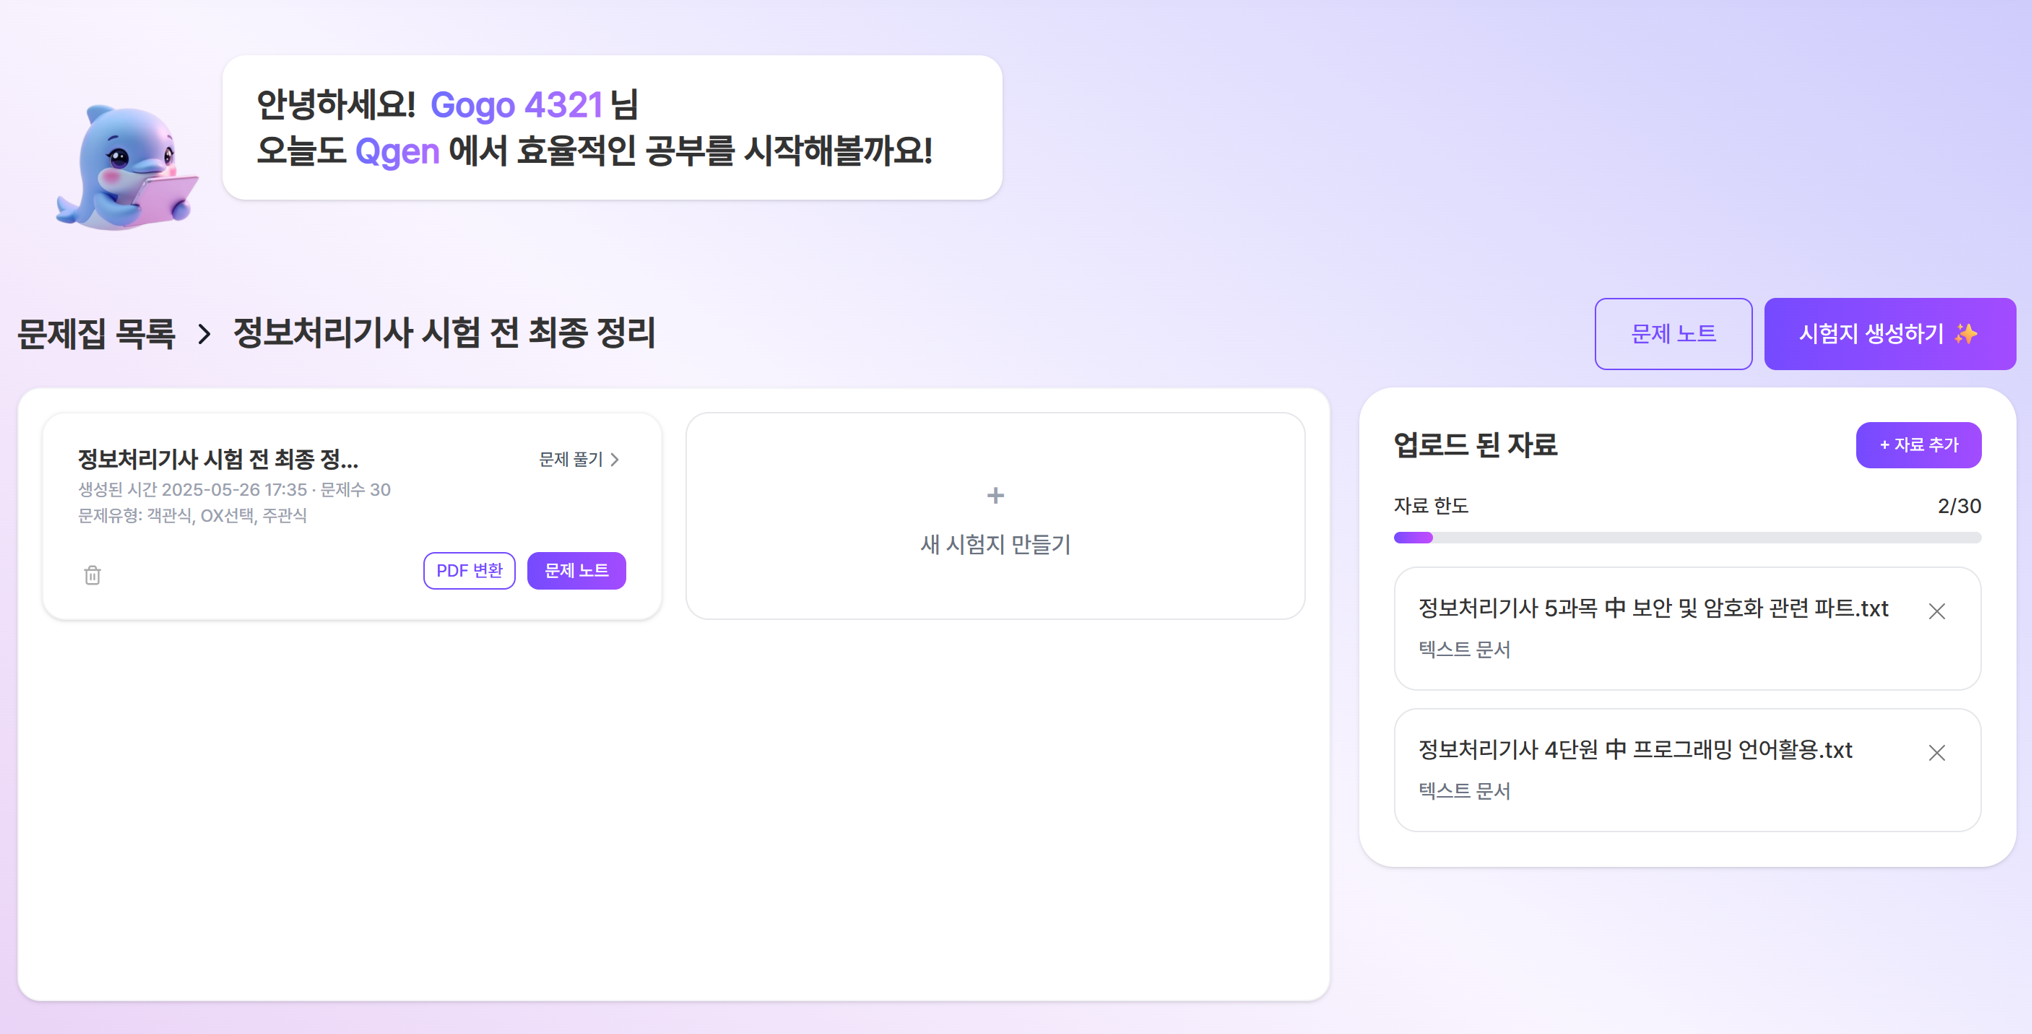 안녕하세요! Gogo 4321 님
오늘도 Qgen 에서 효율적인 공부를 시작해볼까요!
문제집 목록 > 정보처리기사 시험 전 최종 정리
문제 노트
시험지 생성하기 ✨
정보처리기사 시험 전 최종 정...
문제 풀기 >
생성된 시간 2025-05-26 17:35 · 문제수 30
문제유형: 객관식, OX선택, 주관식
PDF 변환
문제 노트
+
새 시험지 만들기
업로드 된 자료
+ 자료 추가
자료 한도
2/30
정보처리기사 5과목 中 보안 및 암호화 관련 파트.txt
텍스트 문서
정보처리기사 4단원 中 프로그래밍 언어활용.txt
텍스트 문서